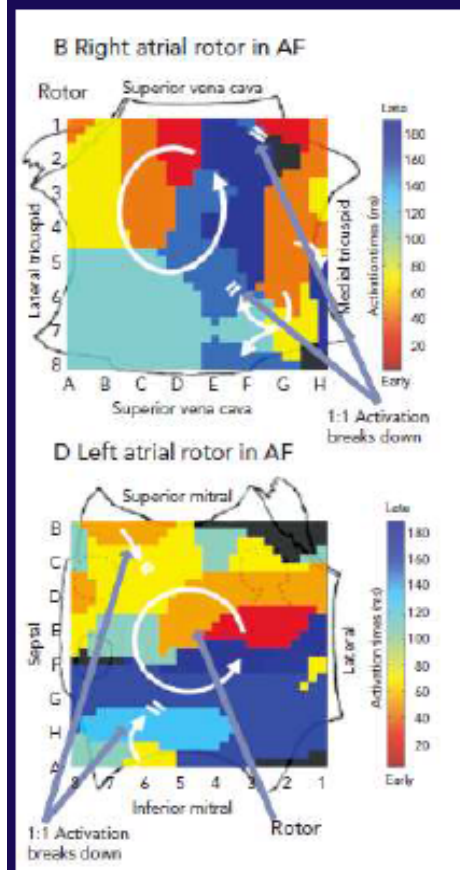 B Right atrial rotor in AF
Rotor
Superior vena cava
Late
1
2
3
4
5
6
7
8
Lateral tricuspid
Medial tricuspid
180
160
140
120
100
80
60
40
20
Activation times (ms)
Early
A B C D E F G H
Superior vena cava
1:1 Activation
breaks down
D Left atrial rotor in AF
Superior mitral
Late
B
C
D
E
F
G
H
A
Septal
Lateral
180
160
140
120
100
80
60
40
20
Activation times (ms)
Early
8 7 6 5 4 3 2 1
Inferior mitral
1:1 Activation
breaks down
Rotor